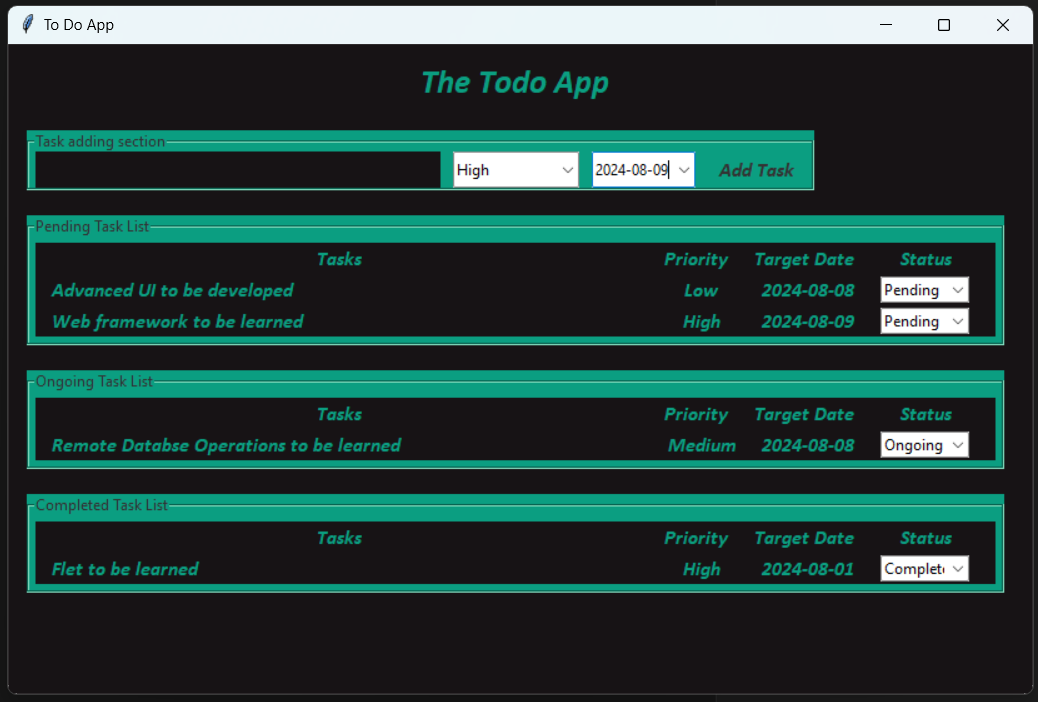 To Do App
The Todo App
Task adding section
High 2024-08-09 Add Task
Pending Task List
Tasks Priority Target Date Status
Advanced UI to be developed Low 2024-08-08 Pending
Web framework to be learned High 2024-08-09 Pending
Ongoing Task List
Tasks Priority Target Date Status
Remote Databse Operations to be learned Medium 2024-08-08 Ongoing
Completed Task List
Tasks Priority Target Date Status
Flet to be learned High 2024-08-01 Complete